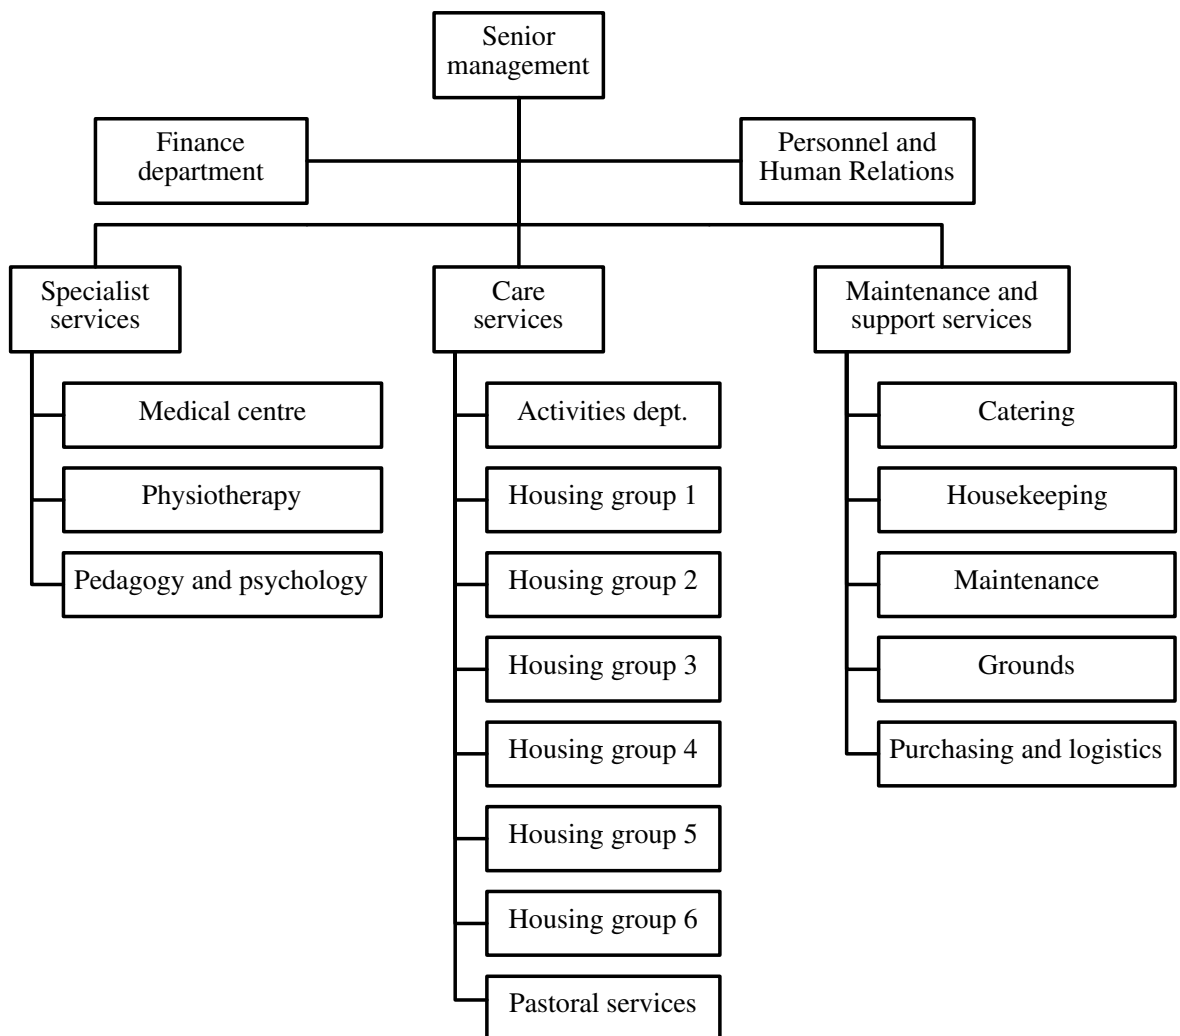 Senior
management
Finance
department
Personnel and
Human Relations
Specialist
services
Care
services
Maintenance and
support services
Medical centre
Physiotherapy
Pedagogy and psychology
Activities dept.
Housing group 1
Housing group 2
Housing group 3
Housing group 4
Housing group 5
Housing group 6
Pastoral services
Catering
Housekeeping
Maintenance
Grounds
Purchasing and logistics